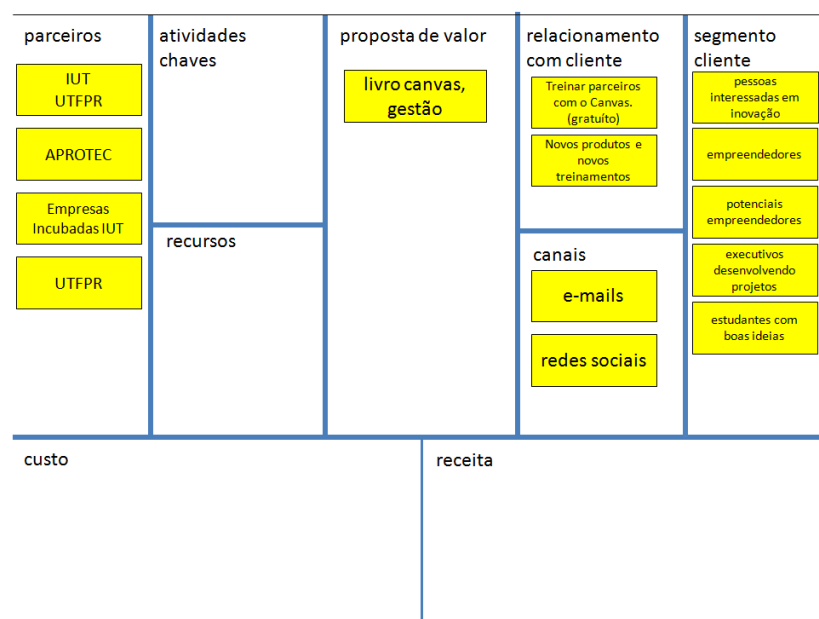 parceiros
IUT
UTFPR
APROTEC
Empresas
Incubadas IUT
UTFPR
atividades
chaves
recursos
proposta de valor
livro canvas,
gestão
relacionamento
com cliente
Treinar parceiros
com o Canvas.
(gratuíto)
Novos produtos e
novos
treinamentos
canais
e-mails
redes sociais
segmento
cliente
pessoas
interessadas em
inovação
empreendedores
potenciais
empreendedores
executivos
desenvolvendo
projetos
estudantes com
boas ideias
custo
receita